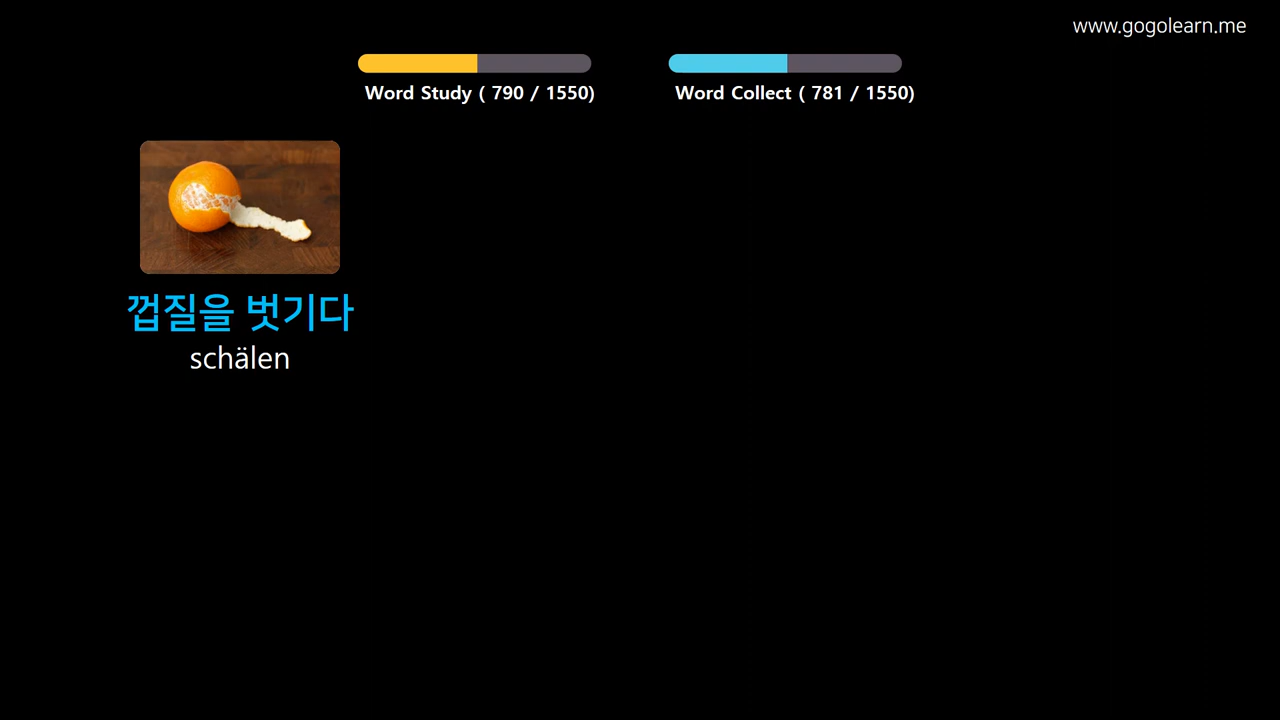 www.gogolearn.me
Word Study ( 790 / 1550)
Word Collect ( 781 / 1550)
껍질을 벗기다
schälen